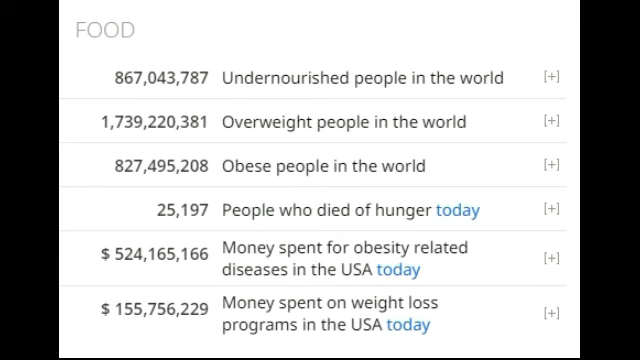 FOOD
867,043,787 Undernourished people in the world [+]
1,739,220,381 Overweight people in the world [+]
827,495,208 Obese people in the world [+]
25,197 People who died of hunger today [+]
$ 524,165,166 Money spent for obesity related
diseases in the USA today [+]
$ 155,756,229 Money spent on weight loss
programs in the USA today [+]